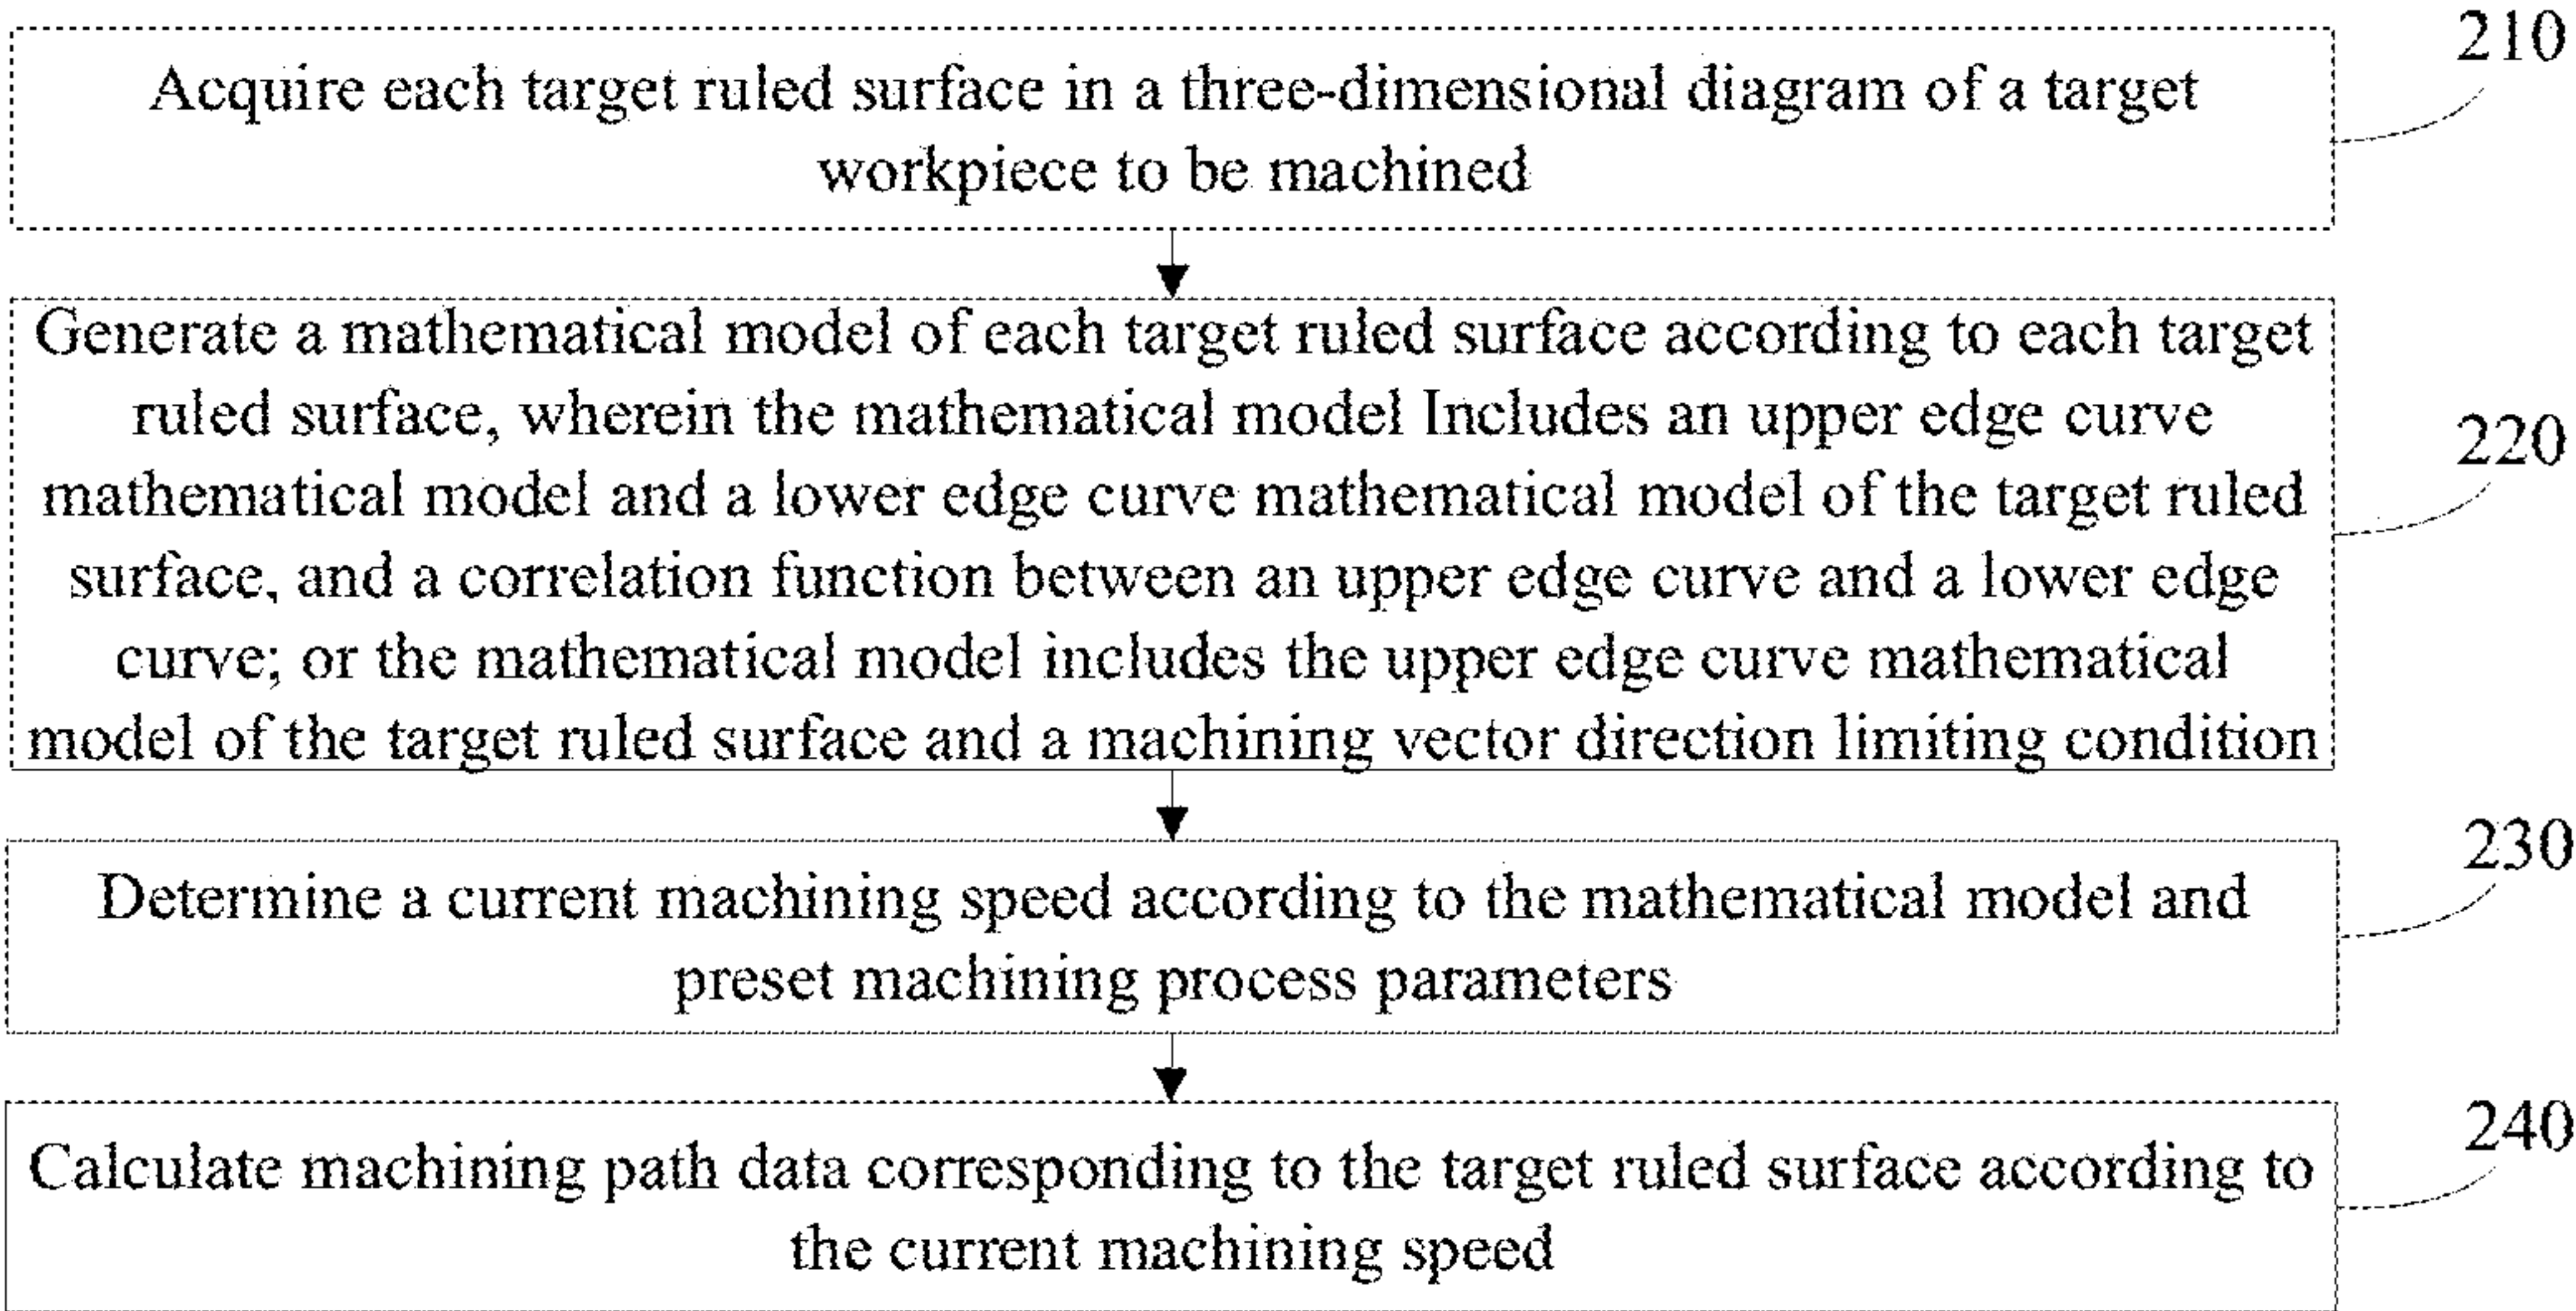 210
Acquire each target ruled surface in a three-dimensional diagram of a target
workpiece to be machined
Generate a mathematical model of each target ruled surface according to each target
ruled surface, wherein the mathematical model Includes an upper edge curve
220
mathematical model and a lower edge curve mathematical model of the target ruled
surface, and a correlation function between an upper edge curve and a lower edge
curve; or the mathematical model includes the upper edge curve mathematical
model of the target ruled surface and a machining vector direction limiting condition
230
Determine a current machining speed according to the mathematical model and
preset machining process parameters
240
Calculate machining path data corresponding to the target ruled surface according to
the current machining speed